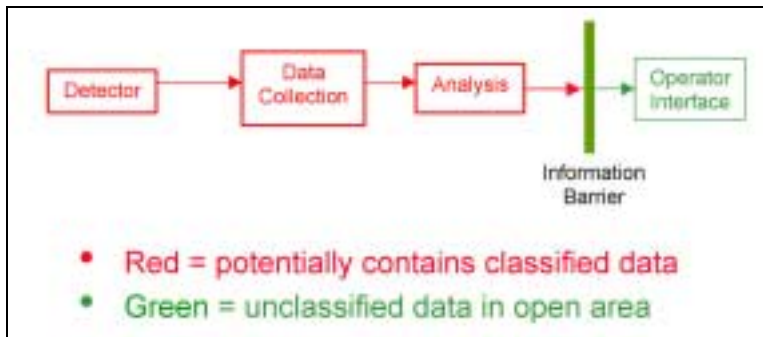 Detector
Data
Collection
Analysis
Operator
Interface
Information
Barrier
• Red = potentially contains classified data
• Green = unclassified data in open area